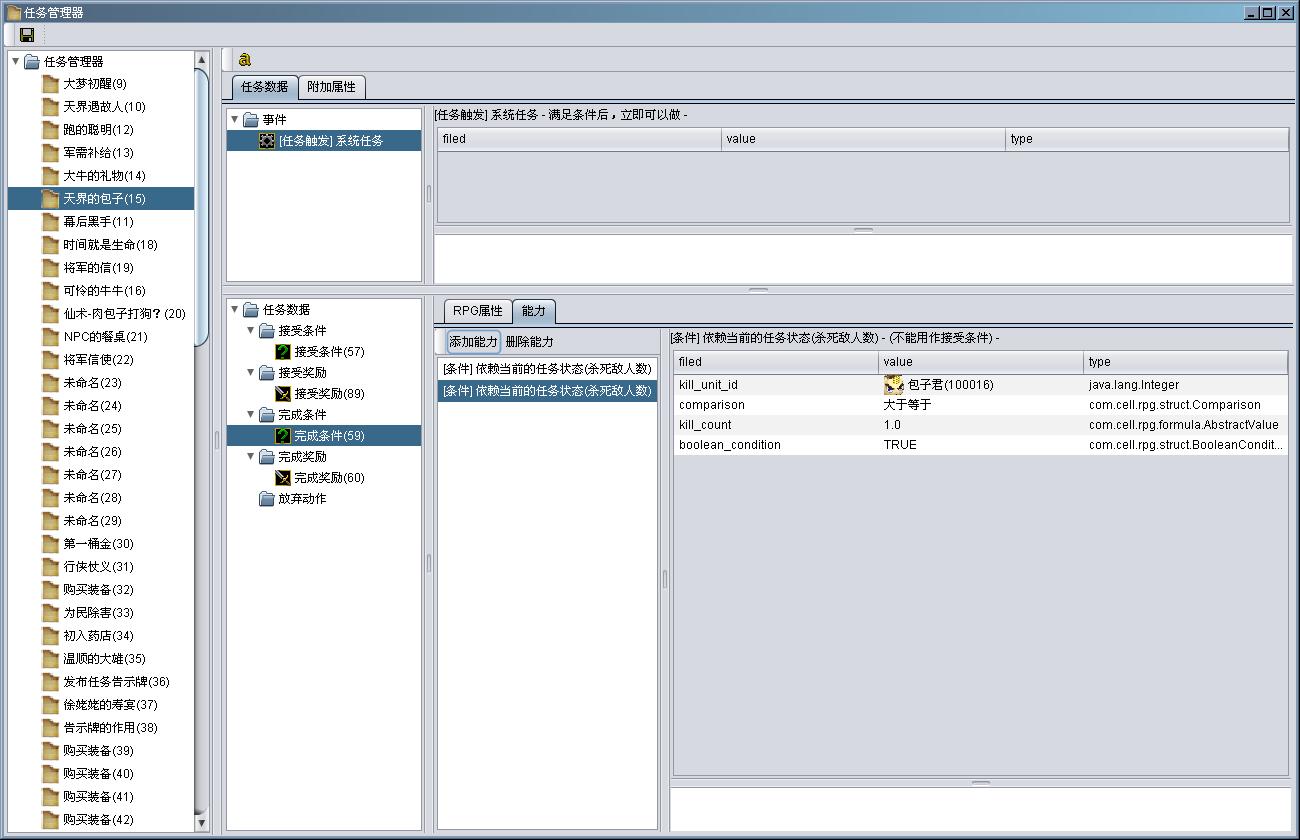 任务管理器
任务管理器
大梦初醒(9)
天界遇故人(10)
跑的聪明(12)
军需补给(13)
大牛的礼物(14)
天界的包子(15)
幕后黑手(11)
时间就是生命(18)
将军的信(19)
可怜的牛牛(16)
仙术-肉包子打狗? (20)
NPC的餐桌(21)
将军信使(22)
未命名(23)
未命名(24)
未命名(25)
未命名(26)
未命名(27)
未命名(28)
未命名(29)
第一桶金(30)
行侠仗义(31)
购买装备(32)
为民除害(33)
初入药店(34)
温顺的大雄(35)
发布任务告示牌(36)
徐姥姥的寿宴(37)
告示牌的作用(38)
购买装备(39)
购买装备(40)
购买装备(41)
购买装备(42)
a
任务数据 附加属性
事件
[任务触发] 系统任务
[任务触发] 系统任务 - 满足条件后，立即可以做 -
filed value type
任务数据
接受条件
接受条件(57)
接受奖励
接受奖励(89)
完成条件
完成条件(59)
完成奖励
完成奖励(60)
放弃动作
RPG属性 能力
添加能力 删除能力
[条件] 依赖当前的任务状态(杀死敌人数)
[条件] 依赖当前的任务状态(杀死敌人数)
[条件] 依赖当前的任务状态(杀死敌人数) - (不能用作接受条件) -
filed value type
kill_unit_id 包子君(100016) java.lang.Integer
comparison 大于等于 com.cell.rpg.struct.Comparison
kill_count 1.0 com.cell.rpg.formula.AbstractValue
boolean_condition TRUE com.cell.rpg.struct.BooleanCondit...